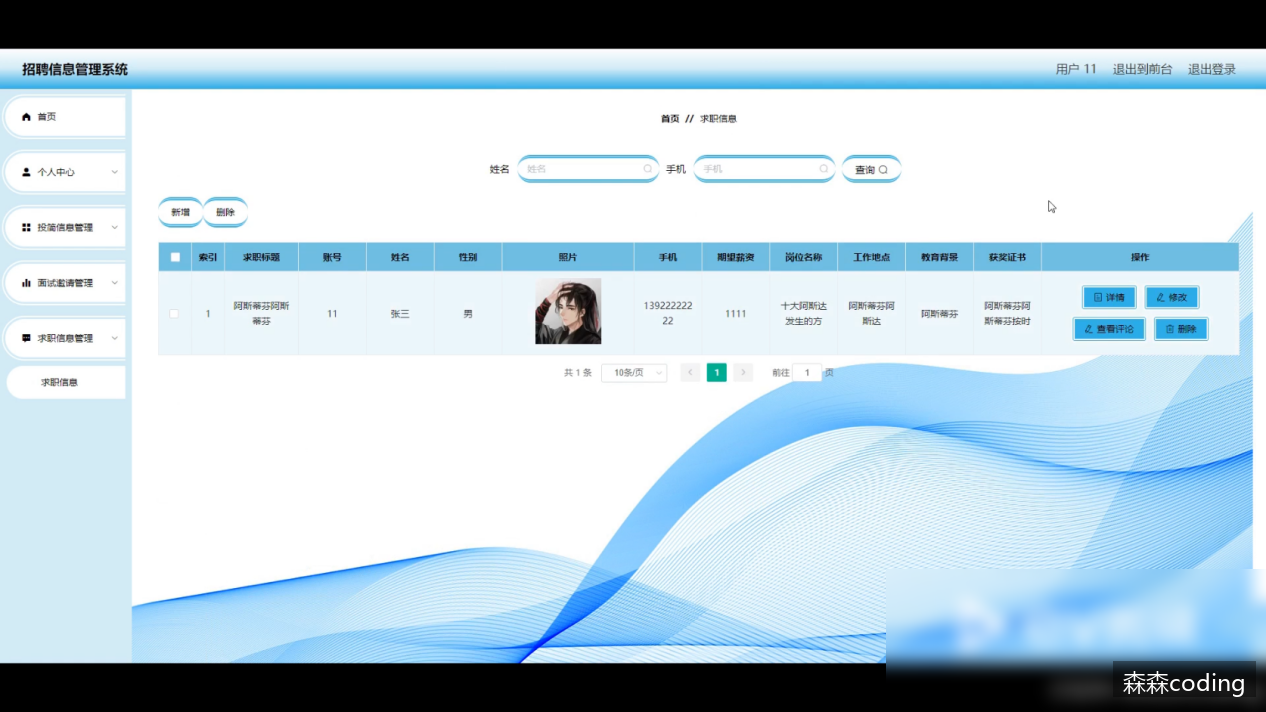 招聘信息管理系统
用户 11 退出到前台 退出登录
首页
个人中心
投简信息管理
面试邀请管理
求职信息管理
求职信息
首页 // 求职信息
姓名 姓名 手机 手机 查询
新增 删除
索引 求职标题 账号 姓名 性别 照片 手机 期望薪资 岗位名称 工作地点 教育背景 获奖证书 操作
1 阿斯蒂芬阿斯 11 张三 男 139222222 1111 十大阿斯达 阿斯蒂芬阿 阿斯蒂芬 阿斯蒂芬阿 详情 修改
蒂芬 22 发生的方 斯达 斯蒂芬按时 查看评论 删除
共 1 条 10条/页 1 前往 1 页
森森coding